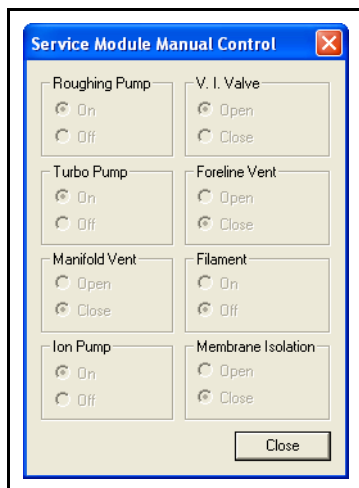 Service Module Manual Control
Roughing Pump
On
Off
V. I. Valve
Open
Close
Turbo Pump
On
Off
Foreline Vent
Open
Close
Manifold Vent
Open
Close
Filament
On
Off
Ion Pump
On
Off
Membrane Isolation
Open
Close
Close